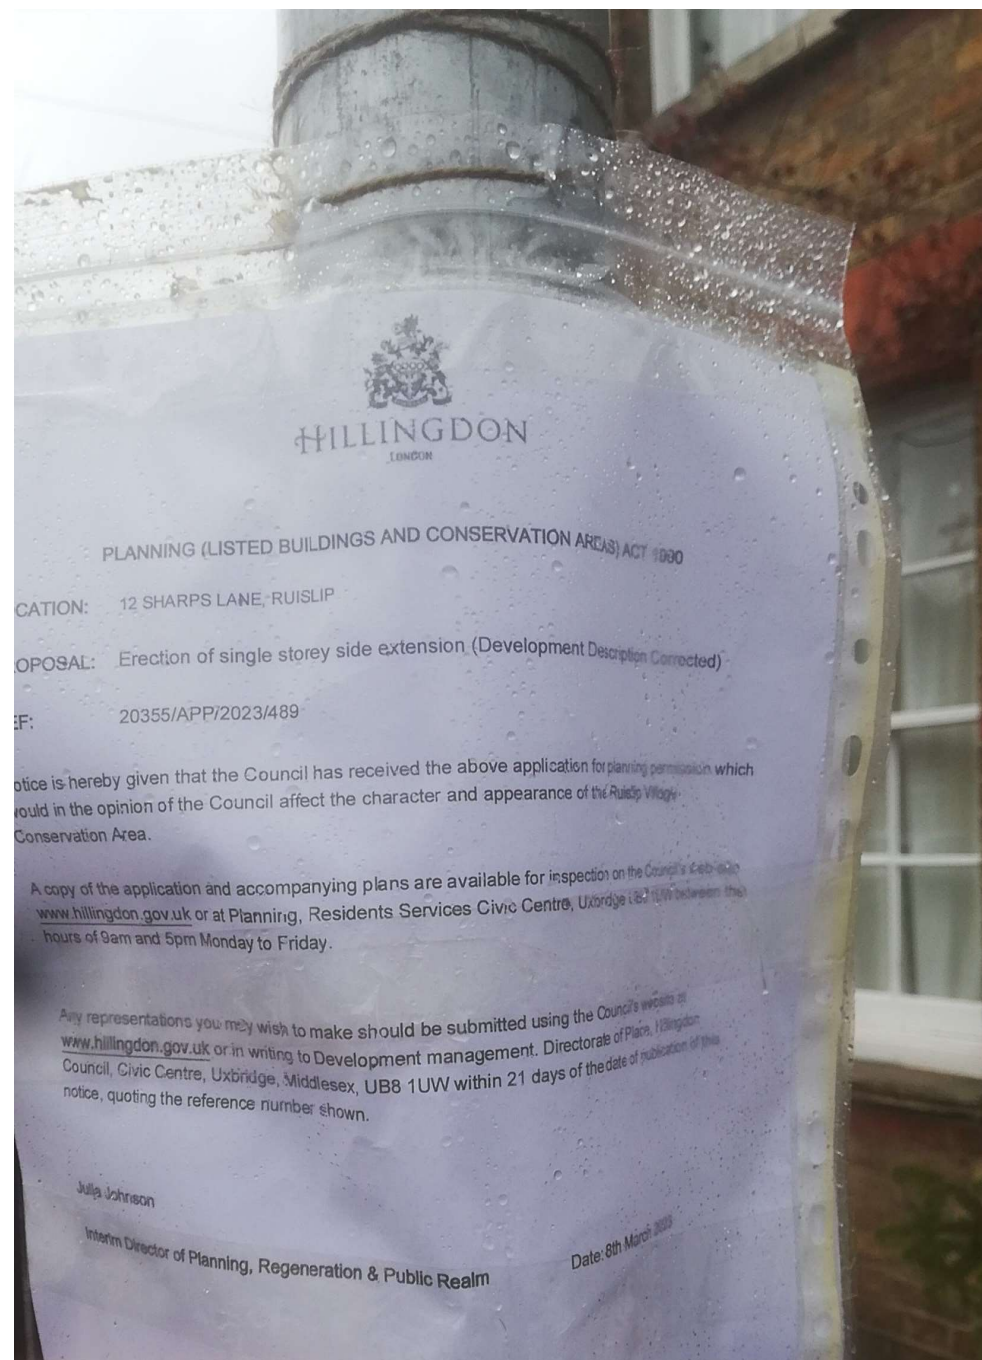 HILLINGDON
LONDON
PLANNING (LISTED BUILDINGS AND CONSERVATION AREAS) ACT 1990
CATION: 12 SHARPS LANE, RUISLIP
OPOSAL: Erection of single storey side extension (Development Description Corrected)
EF: 20355/APP/2023/489
otice is hereby given that the Council has received the above application for planning permission which
ould in the opinion of the Council affect the character and appearance of the Ruislip Village
Conservation Area.
A copy of the application and accompanying plans are available for inspection on the Council's
www.hillingdon.gov.uk or at Planning, Residents Services Civic Centre, Uxbridge UB8 1UW between the
hours of 9am and 5pm Monday to Friday.
Any representations you may wish to make should be submitted using the Council's website at
www.hillingdon.gov.uk or in writing to Development management. Directorate of Place, Hillingdon
Council, Civic Centre, Uxbridge, Middlesex, UB8 1UW within 21 days of the date of publication of this
notice, quoting the reference number shown.
Julia Johnson
Interim Director of Planning, Regeneration & Public Realm
Date: 8th March 2023